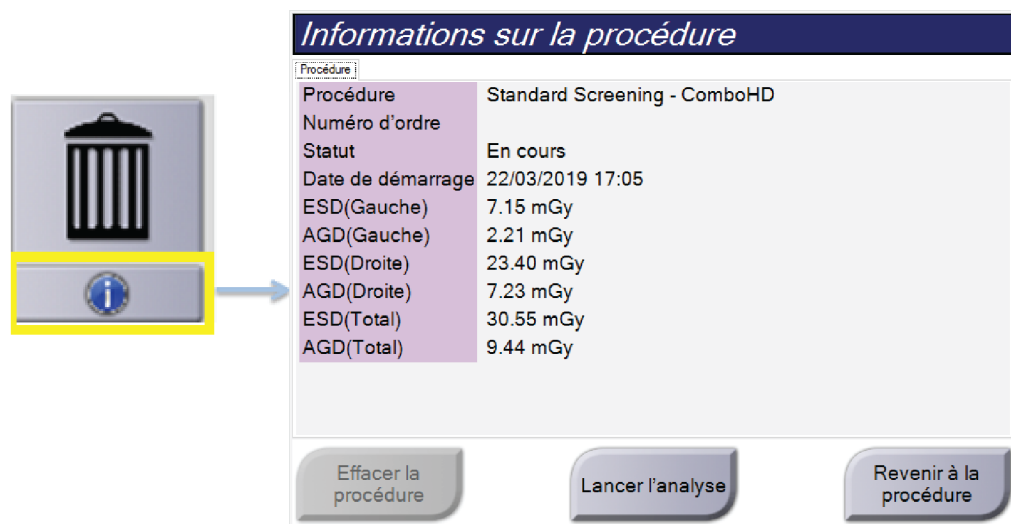 Informations sur la procédure
Procédure
Procédure Standard Screening - ComboHD
Numéro d'ordre
Statut En cours
Date de démarrage 22/03/2019 17:05
ESD(Gauche) 7.15 mGy
AGD(Gauche) 2.21 mGy
ESD(Droite) 23.40 mGy
AGD(Droite) 7.23 mGy
ESD(Total) 30.55 mGy
AGD(Total) 9.44 mGy
Effacer la
procédure
Lancer l'analyse
Revenir à la
procédure